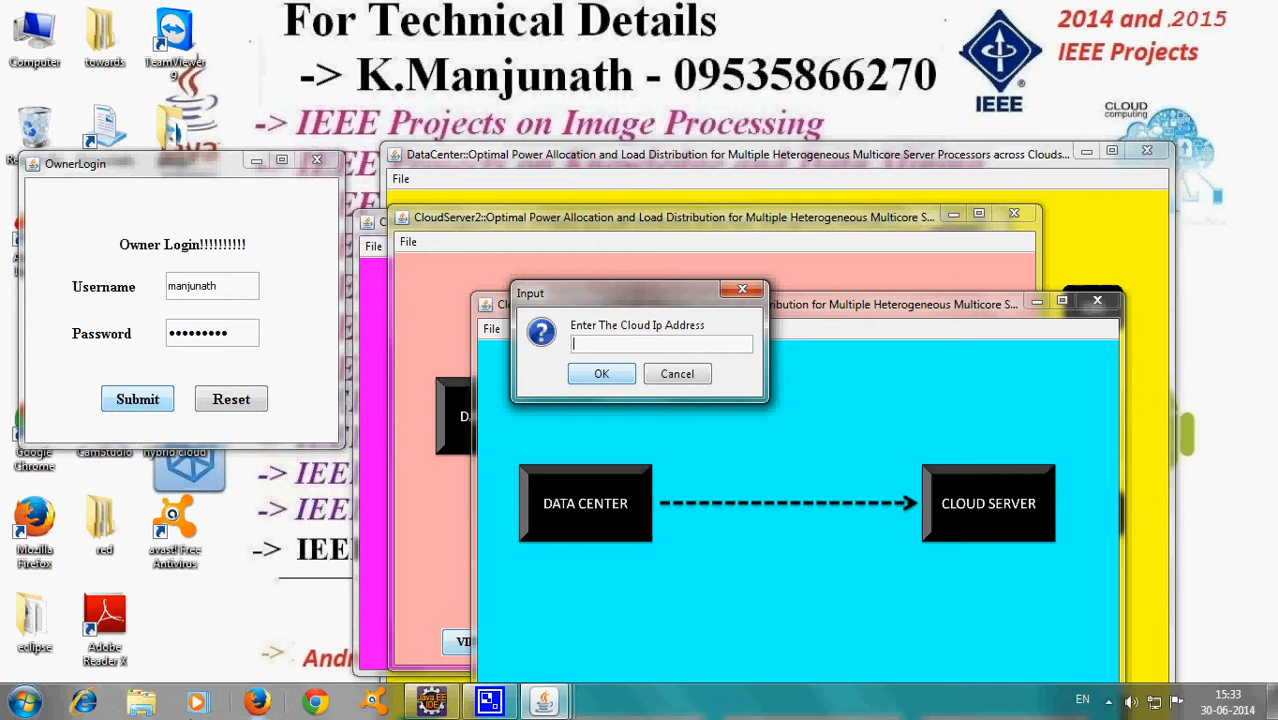 For Technical Details
-> K.Manjunath - 09535866270
-> IEEE Projects on Image Processing
2014 and ,2015
IEEE Projects
IEEE
CLOUD
computing
Computer
towards
TeamViewer
9
OwnerLogin
Owner Login!!!!!!!!!!
Username
manjunath
Password
•••••••••
Submit
Reset
DataCenter::Optimal Power Allocation and Load Distribution for Multiple Heterogeneous Multicore Server Processors across Clouds...
File
File
CloudServer2::Optimal Power Allocation and Load Distribution for Multiple Heterogeneous Multicore S...
File
ibution for Multiple Heterogeneous Multicore S...
File
Input
Enter The Cloud Ip Address
OK
Cancel
DATA CENTER
CLOUD SERVER
Google
Chrome
CamStudio
hybrid cloud
-> IEE
-> IEE
-> IEE
-> Andr
Mozilla
Firefox
red
avast! Free
Antivirus
eclipse
Adobe
Reader X
Java EE
IDE
EN
15:33
30-06-2014